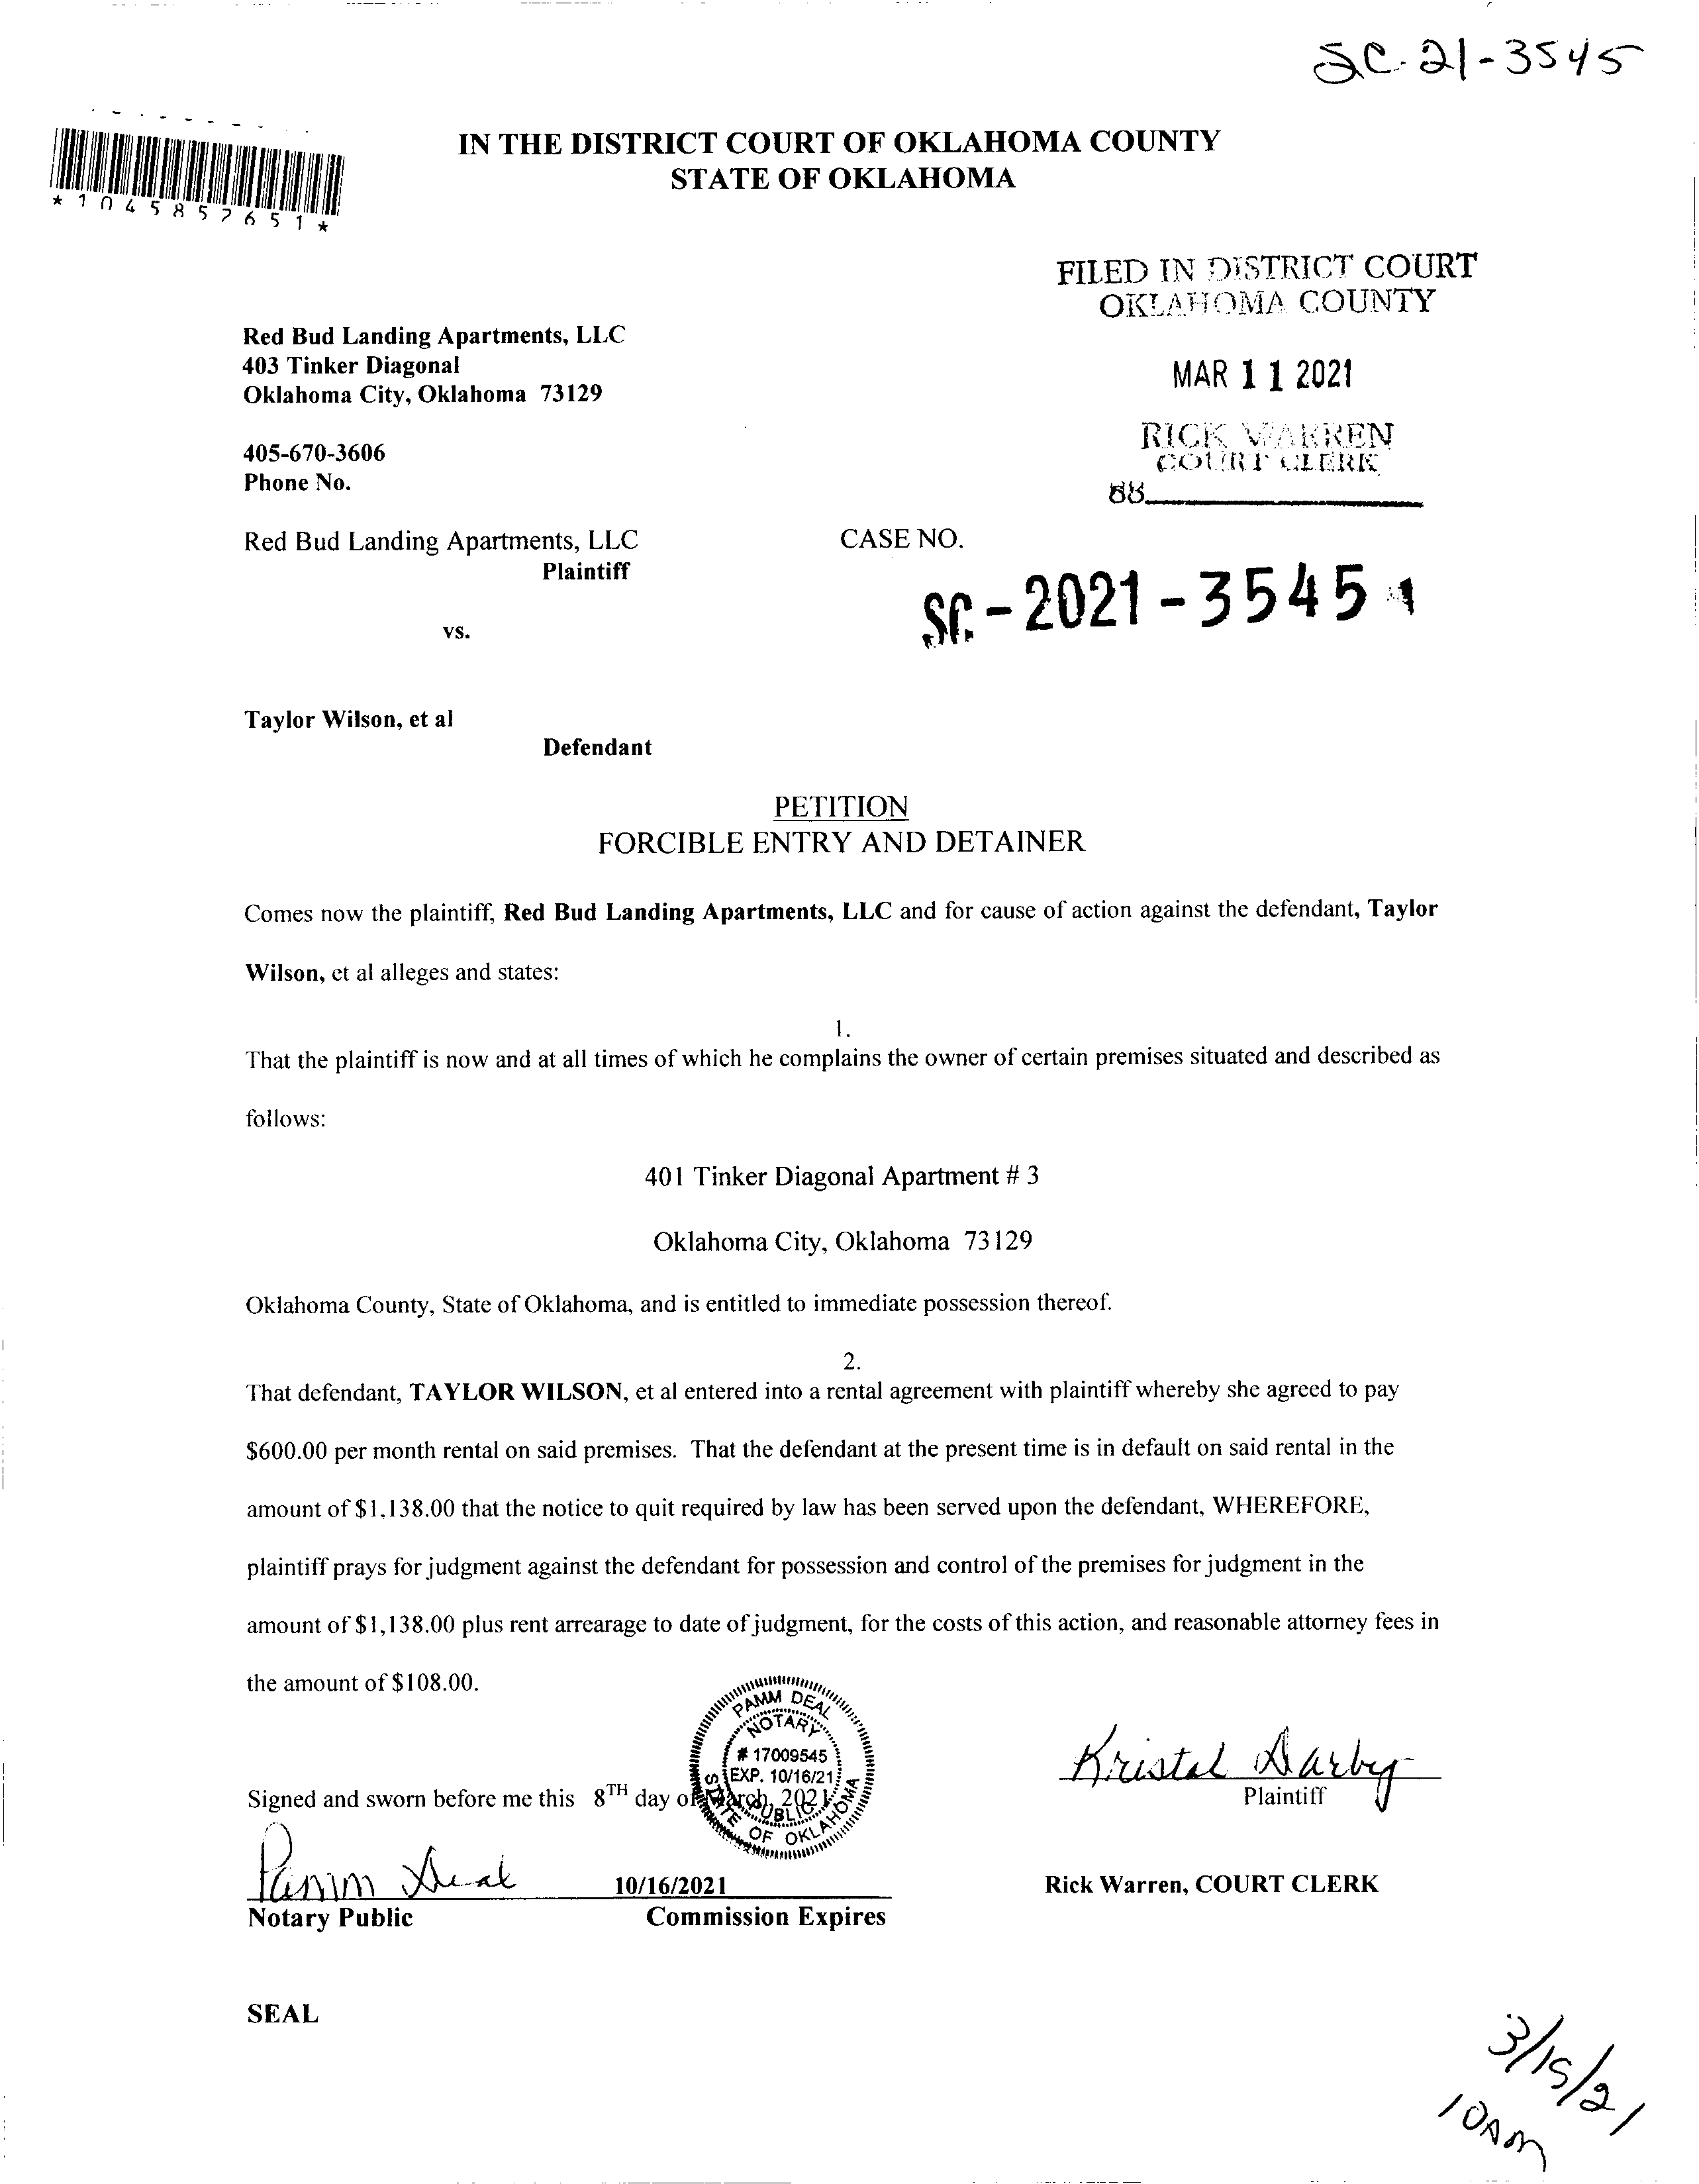 SC-21-3545
*1045852651*
IN THE DISTRICT COURT OF OKLAHOMA COUNTY
STATE OF OKLAHOMA
FILED IN DISTRICT COURT
OKLAHOMA COUNTY
MAR 11 2021
RICK WARREN
COURT CLERK
88
Red Bud Landing Apartments, LLC
403 Tinker Diagonal
Oklahoma City, Oklahoma 73129
405-670-3606
Phone No.
Red Bud Landing Apartments, LLC
Plaintiff
CASE NO.
SC-2021-3545
vs.
Taylor Wilson, et al
Defendant
PETITION
FORCIBLE ENTRY AND DETAINER
Comes now the plaintiff, Red Bud Landing Apartments, LLC and for cause of action against the defendant, Taylor
Wilson, et al alleges and states:
1.
That the plaintiff is now and at all times of which he complains the owner of certain premises situated and described as
follows:
401 Tinker Diagonal Apartment # 3
Oklahoma City, Oklahoma 73129
Oklahoma County, State of Oklahoma, and is entitled to immediate possession thereof.
2.
That defendant, TAYLOR WILSON, et al entered into a rental agreement with plaintiff whereby she agreed to pay
$600.00 per month rental on said premises. That the defendant at the present time is in default on said rental in the
amount of $1,138.00 that the notice to quit required by law has been served upon the defendant, WHEREFORE,
plaintiff prays for judgment against the defendant for possession and control of the premises for judgment in the
amount of $1,138.00 plus rent arrearage to date of judgment, for the costs of this action, and reasonable attorney fees in
the amount of $108.00.
PAMM DEAL
NOTARY
# 17009545
EXP. 10/16/21
PUBLIC
STATE OF OKLAHOMA
Kristal Darby
Plaintiff
Signed and sworn before me this 8TH day of March, 2021
Pamm Deal
10/16/2021
Rick Warren, COURT CLERK
Notary Public
Commission Expires
SEAL
3/15/21
10AM